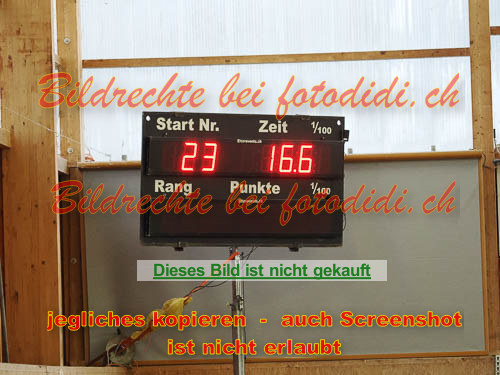 Bildrechte bei fotodidi.ch
Start Nr. Zeit 1/100
23 16.6
Rang Punkte 1/100
Bildrechte bei fotodidi.ch
Dieses Bild ist nicht gekauft
jegliches kopieren - auch Screenshot
ist nicht erlaubt